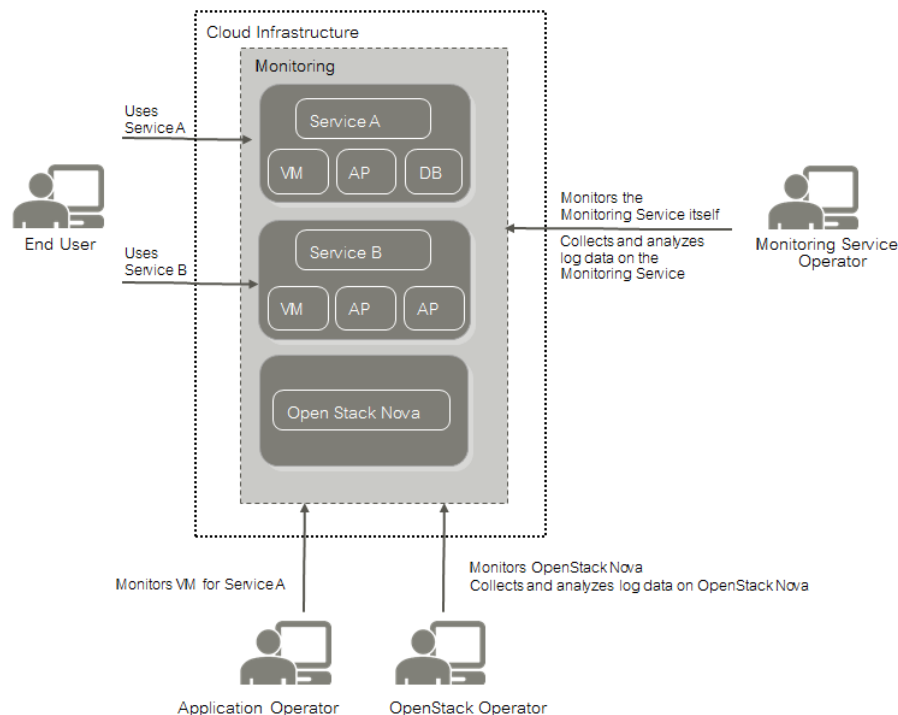 Cloud Infrastructure
Monitoring
Uses
Service A
Service A
VM
AP
DB
End User
Monitors the
Monitoring Service itself
Collects and analyzes
log data on the
Monitoring Service
Monitoring Service
Operator
Uses
Service B
Service B
VM
AP
AP
Open Stack Nova
Monitors VM for Service A
Monitors OpenStack Nova
Collects and analyzes log data on OpenStack Nova
Application Operator
OpenStack Operator